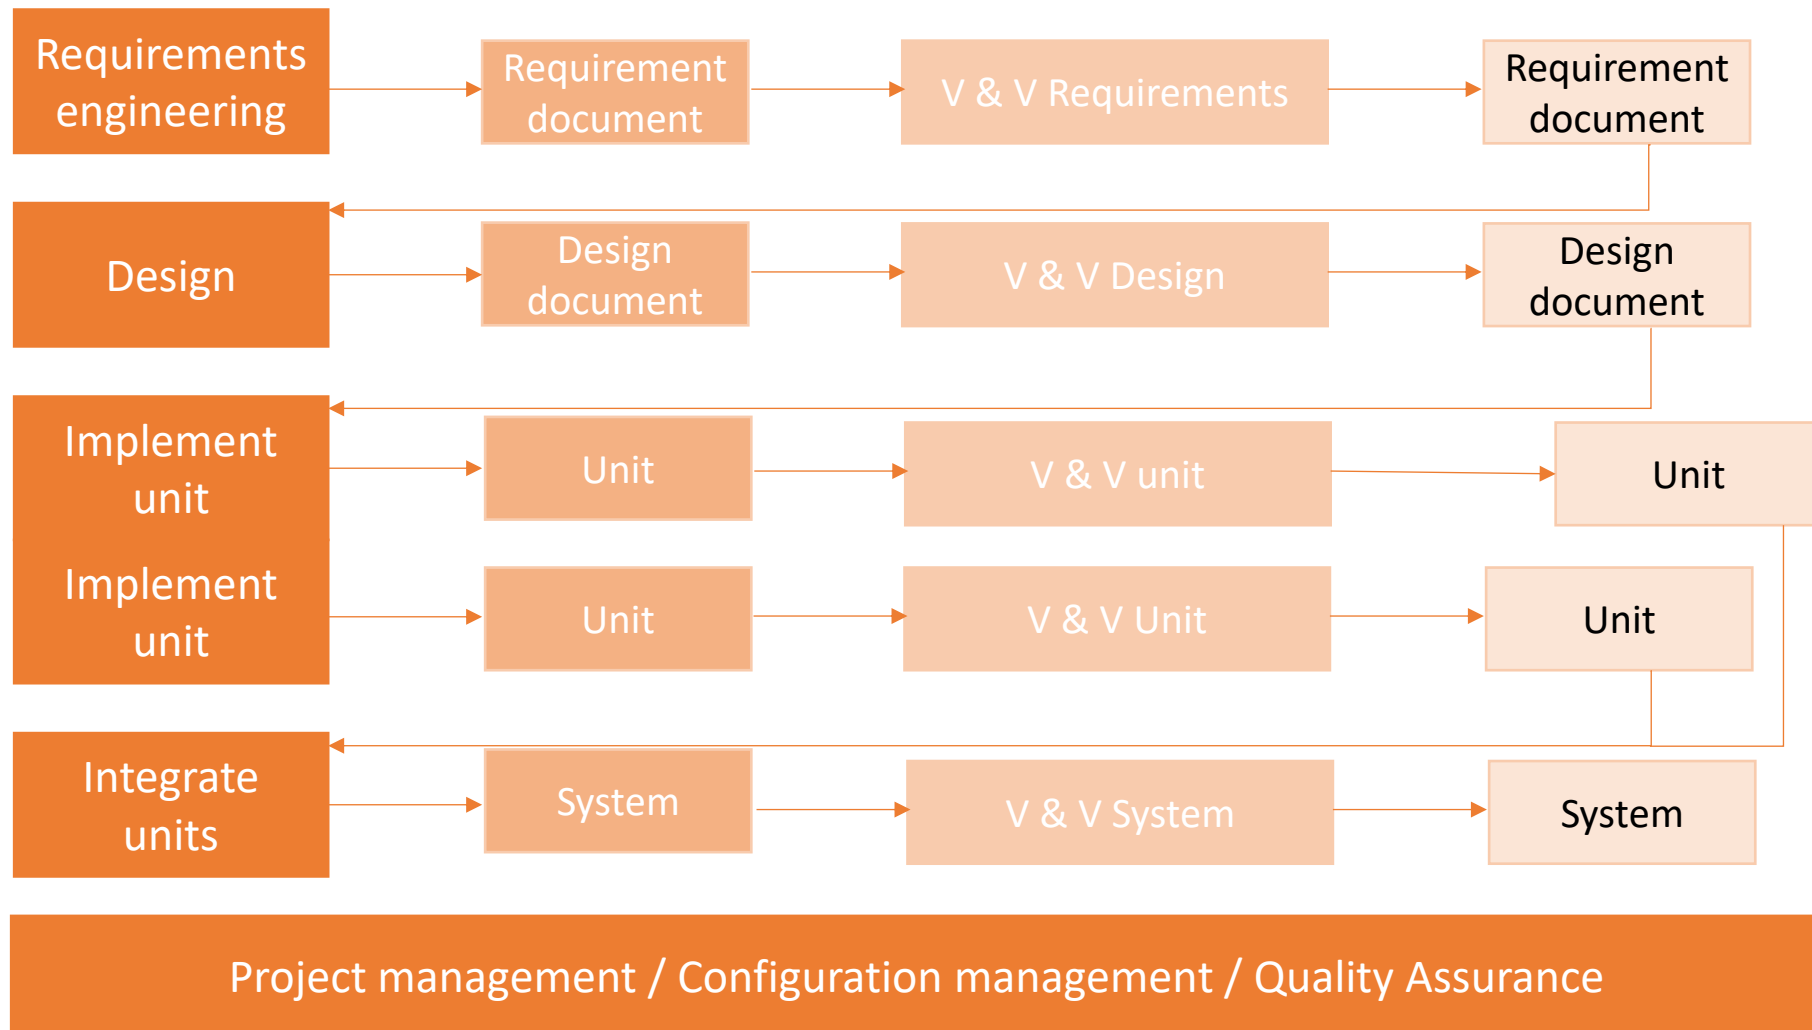 Requirements
engineering
Requirement
document
V & V Requirements
Requirement
document
Design
Design
document
V & V Design
Design
document
Implement
unit
Unit
V & V unit
Unit
Implement
unit
Unit
V & V Unit
Unit
Integrate
units
System
V & V System
System
Project management / Configuration management / Quality Assurance